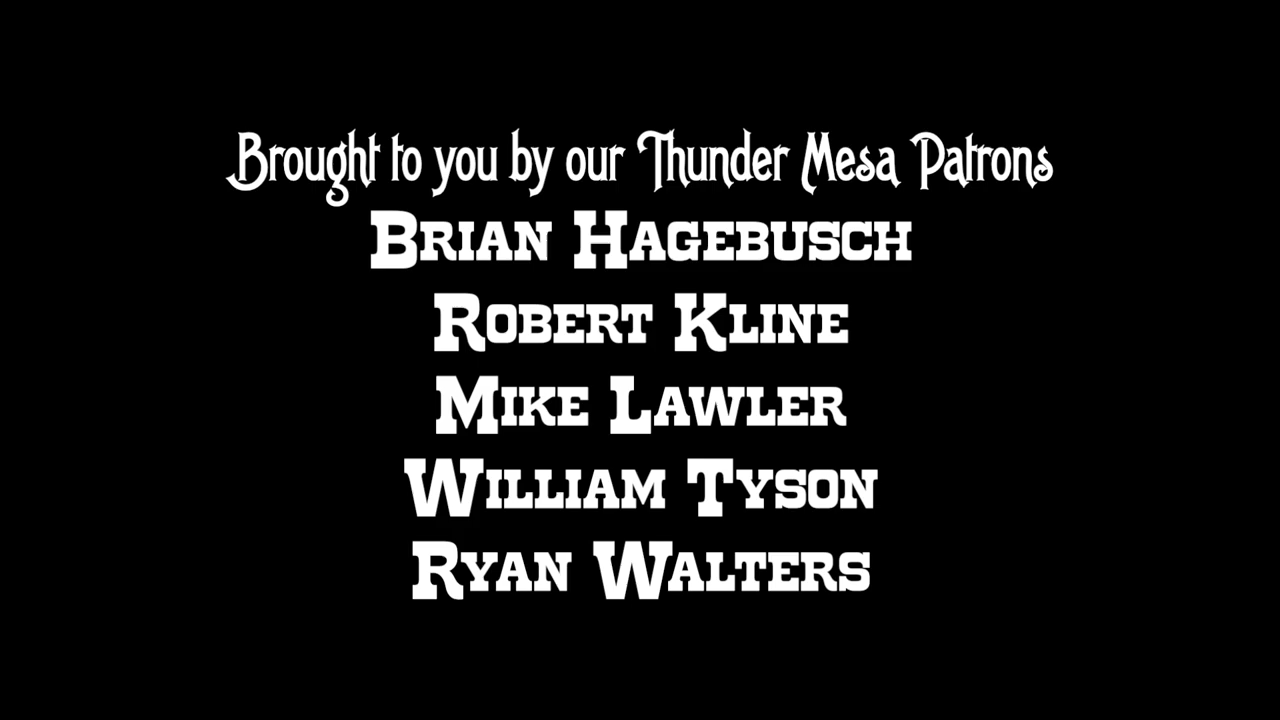 Brought to you by our Thunder Mesa Patrons
Brian Hagebusch
Robert Kline
Mike Lawler
William Tyson
Ryan Walters